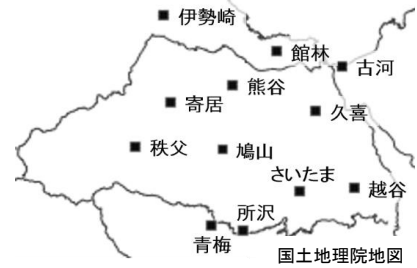 伊勢崎
館林
古河
熊谷
寄居
久喜
秩父
鳩山
さいたま
越谷
所沢
青梅
国土地理院地図